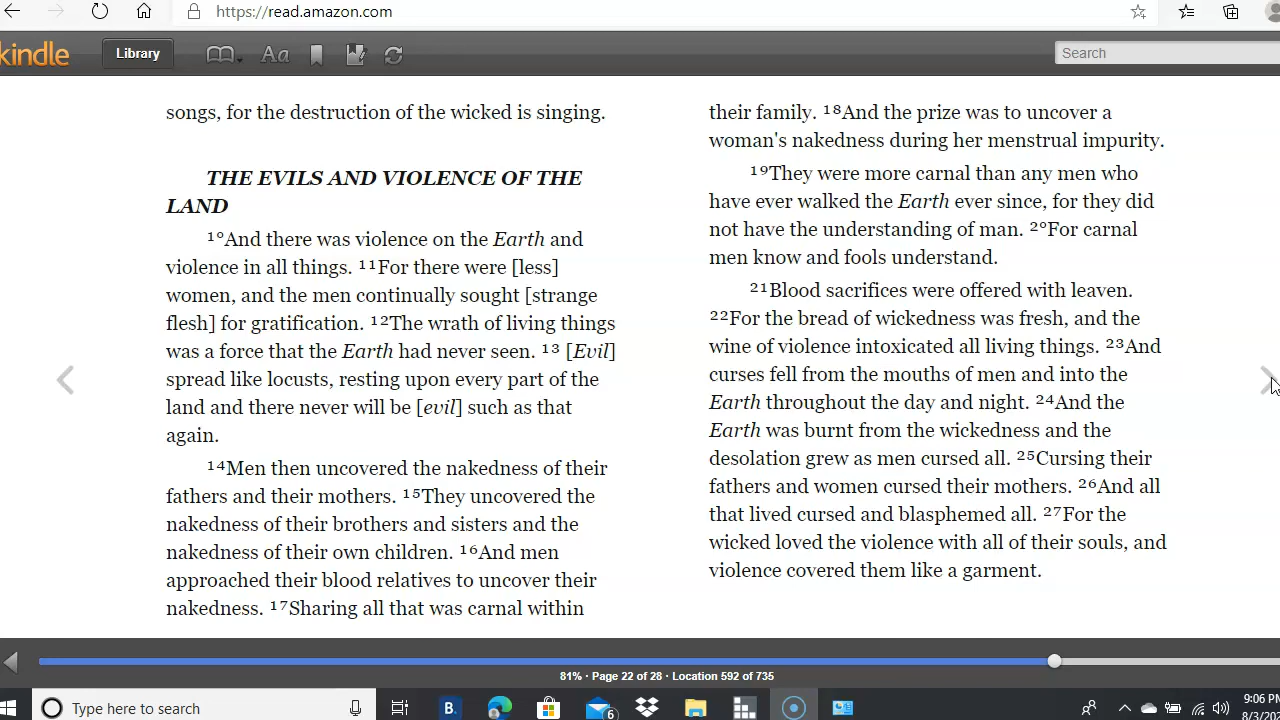 https://read.amazon.com
kindle
Library
Aa
Search
songs, for the destruction of the wicked is singing.
THE EVILS AND VIOLENCE OF THE
LAND
1°And there was violence on the Earth and
violence in all things. 11For there were [less]
women, and the men continually sought [strange
flesh] for gratification. 12The wrath of living things
was a force that the Earth had never seen. 13 [Evil]
spread like locusts, resting upon every part of the
land and there never will be [evil] such as that
again.
14Men then uncovered the nakedness of their
fathers and their mothers. 15They uncovered the
nakedness of their brothers and sisters and the
nakedness of their own children. 16And men
approached their blood relatives to uncover their
nakedness. 17Sharing all that was carnal within
their family. 18And the prize was to uncover a
woman's nakedness during her menstrual impurity.
19They were more carnal than any men who
have ever walked the Earth ever since, for they did
not have the understanding of man. 2°For carnal
men know and fools understand.
21Blood sacrifices were offered with leaven.
22For the bread of wickedness was fresh, and the
wine of violence intoxicated all living things. 23And
curses fell from the mouths of men and into the
Earth throughout the day and night. 24And the
Earth was burnt from the wickedness and the
desolation grew as men cursed all. 25Cursing their
fathers and women cursed their mothers. 26And all
that lived cursed and blasphemed all. 27For the
wicked loved the violence with all of their souls, and
violence covered them like a garment.
81% · Page 22 of 28 · Location 592 of 735
Type here to search
B.
6
9:06 PM
8/3/20